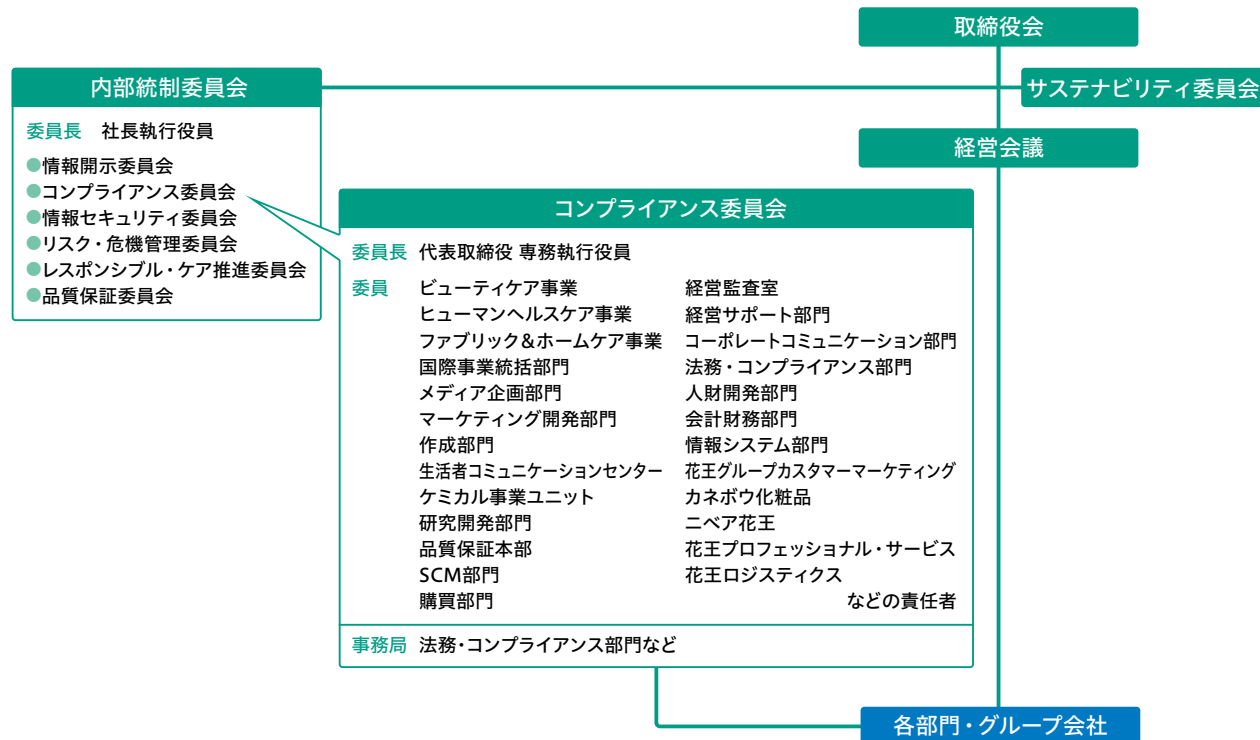 取締役会
サステナビリティ委員会
経営会議
内部統制委員会
委員長 社長執行役員
●情報開示委員会
●コンプライアンス委員会
●情報セキュリティ委員会
●リスク・危機管理委員会
●レスポンシブル・ケア推進委員会
●品質保証委員会
コンプライアンス委員会
委員長 代表取締役 専務執行役員
委員 ビューティケア事業 経営監査室
ヒューマンヘルスケア事業 経営サポート部門
ファブリック&ホームケア事業 コーポレートコミュニケーション部門
国際事業統括部門 法務・コンプライアンス部門
メディア企画部門 人財開発部門
マーケティング開発部門 会計財務部門
作成部門 情報システム部門
生活者コミュニケーションセンター 花王グループカスタマーマーケティング
ケミカル事業ユニット カネボウ化粧品
研究開発部門 ニベア花王
品質保証本部 花王プロフェッショナル・サービス
SCM部門 花王ロジスティクス
購買部門 などの責任者
事務局 法務・コンプライアンス部門など
各部門・グループ会社